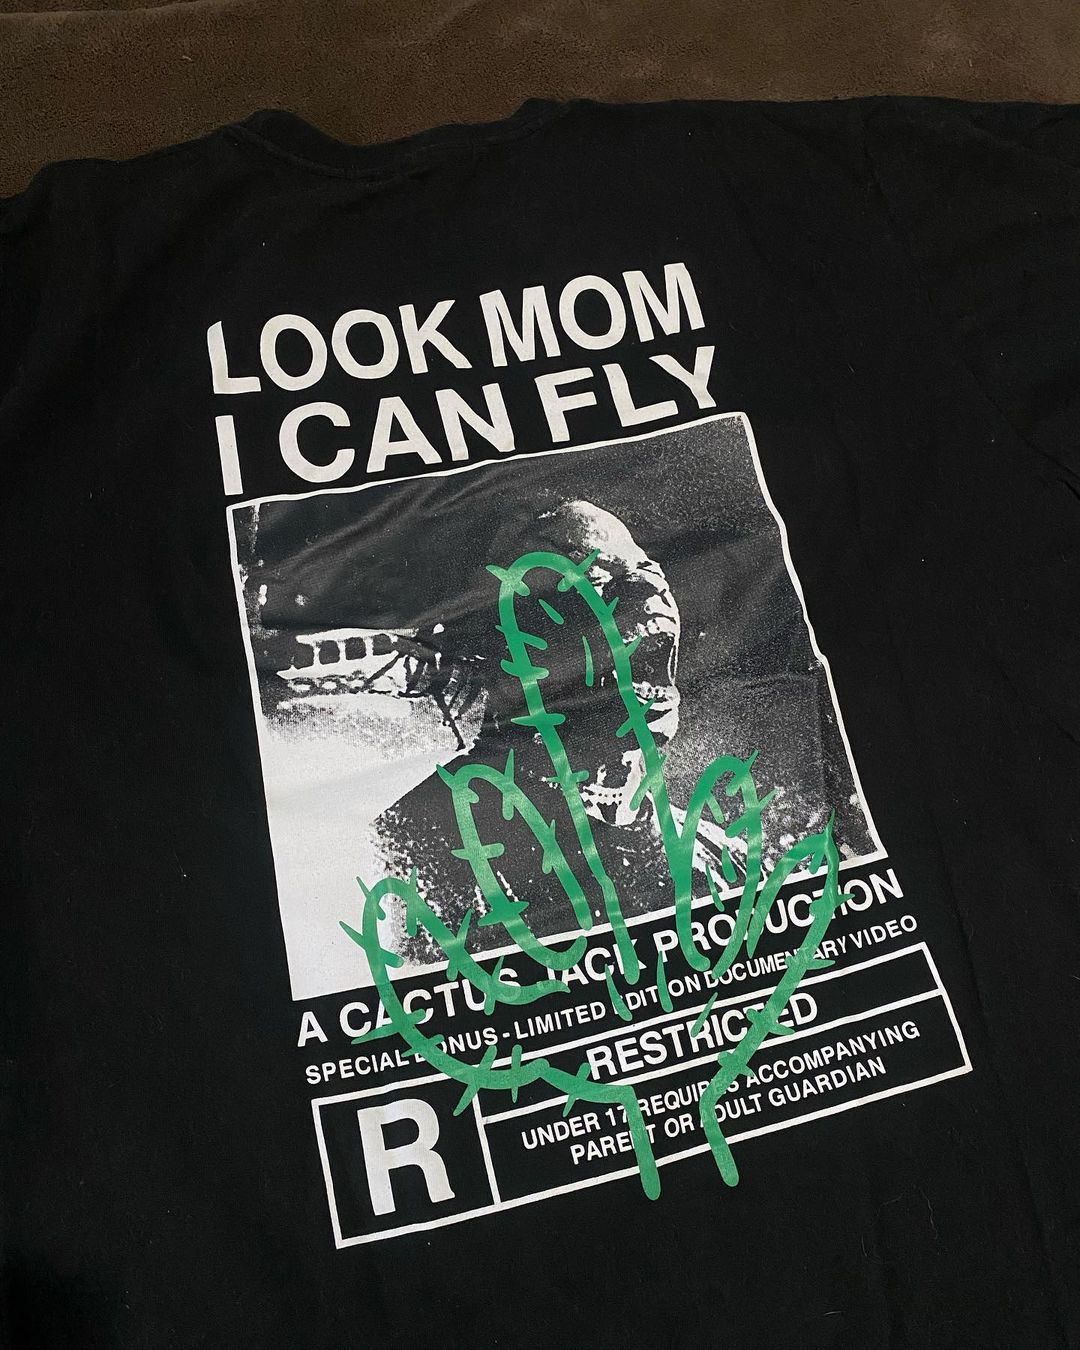 LOOK MOM
I CAN FLY
A CACTUS JACK PRODUCTION
SPECIAL BONUS - LIMITED EDITION DOCUMENTARY VIDEO
RESTRICTED
R
UNDER 17 REQUIRES ACCOMPANYING
PARENT OR ADULT GUARDIAN